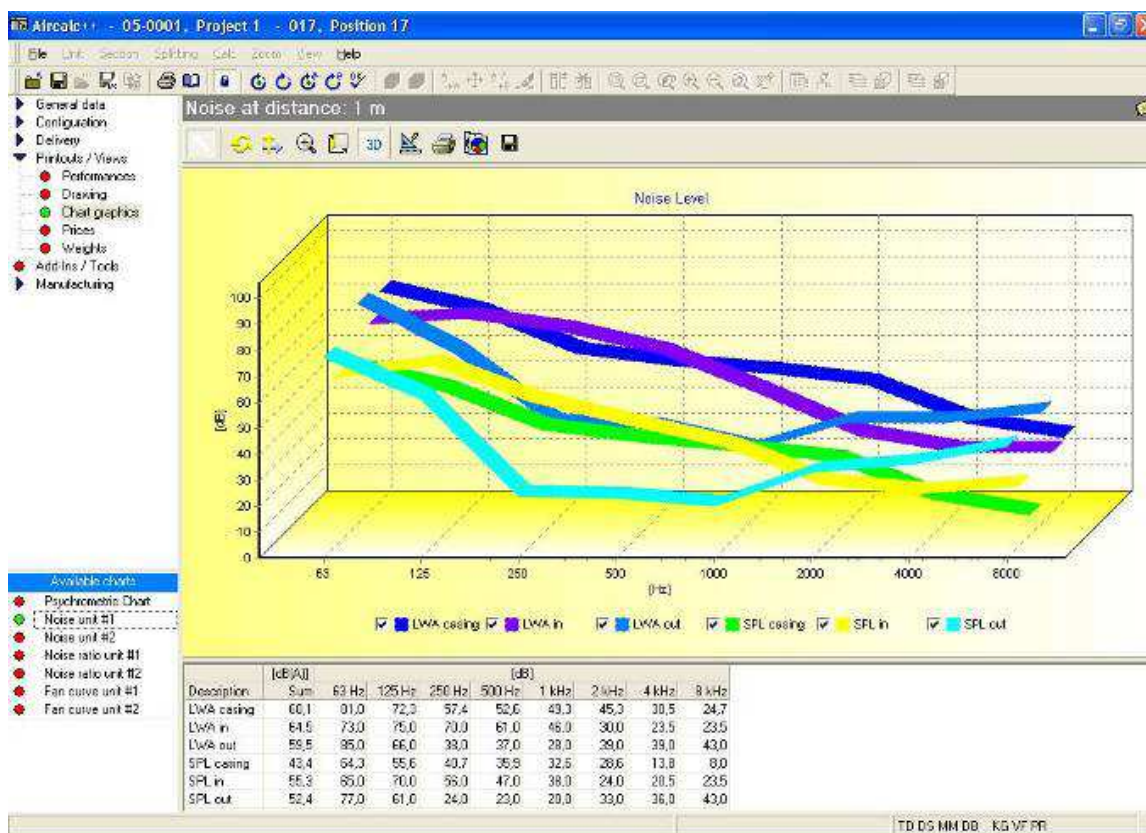 Aircalc++ - 05-0001, Project 1 - 017, Position 17
File Unit Section Splitting Calc Zoom View Help
General data
Configuration
Delivery
Printouts / Views
Performances
Drawing
Chart graphics
Prices
Weights
Add-Ins / Tools
Manufacturing
Noise at distance: 1 m
3D
Noise Level
100
90
80
70
60
50
40
30
20
10
0
[dB]
63 125 250 500 1000 2000 4000 8000
[Hz]
LWA casing LWA in LWA out SPL casing SPL in SPL out
Available charts
Psychrometric Chart
Noise unit #1
Noise unit #2
Noise ratio unit #1
Noise ratio unit #2
Fan curve unit #1
Fan curve unit #2
[dB(A)] [dB]
Description Sum 63 Hz 125 Hz 250 Hz 500 Hz 1 kHz 2 kHz 4 kHz 8 kHz
LWA casing 60,1 81,0 72,3 57,4 52,6 49,3 45,3 30,5 24,7
LWA in 64,5 73,0 75,0 70,0 61,0 46,0 30,0 23,5 23,5
LWA out 59,5 85,0 66,0 38,0 37,0 28,0 39,0 39,0 43,0
SPL casing 43,4 64,3 55,6 40,7 35,9 32,6 28,6 13,8 8,0
SPL in 55,3 65,0 70,0 56,0 47,0 38,0 24,0 20,5 23,5
SPL out 52,4 77,0 61,0 24,0 23,0 20,0 33,0 36,0 43,0
TD DS MM DB KG VF PR